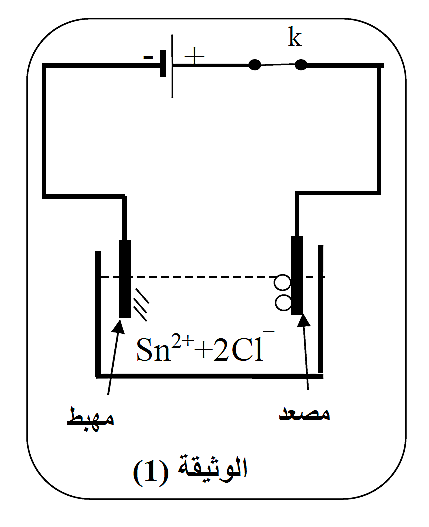 k
- +
Sn²⁺+2Cl⁻
مهبط
مصعد
الوثيقة (1)